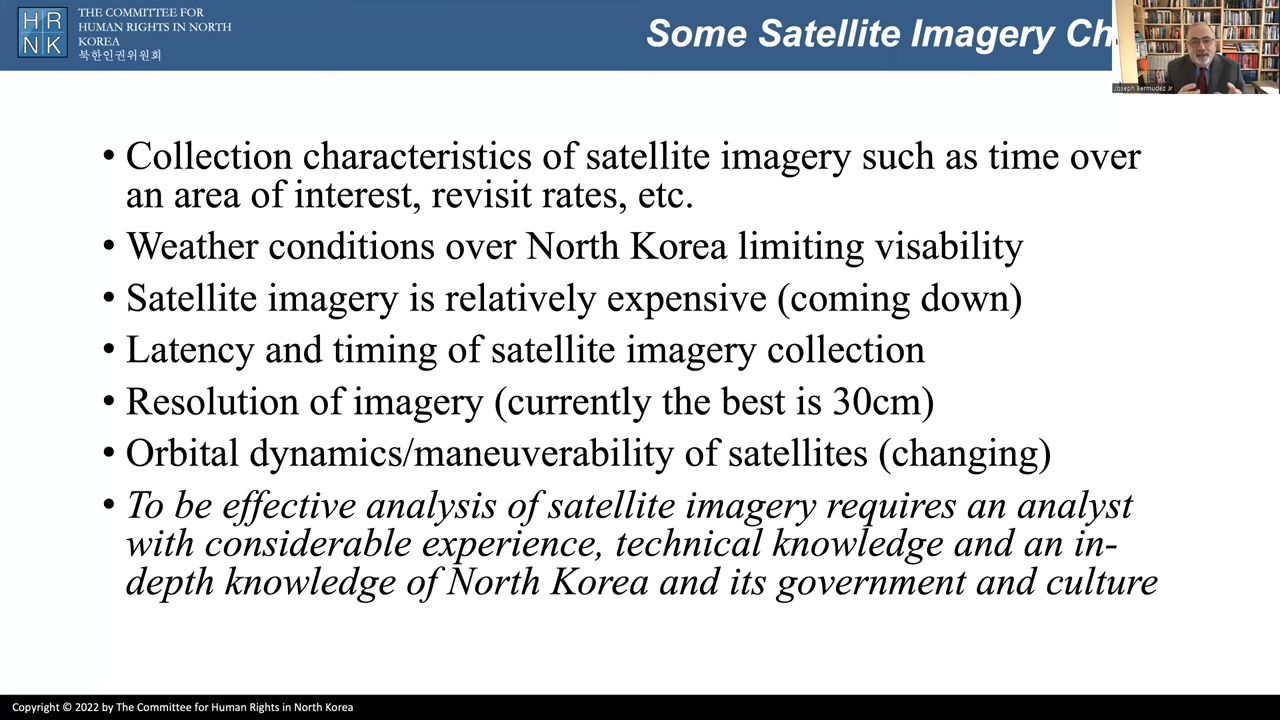 HR
NK
THE COMMITTEE FOR
HUMAN RIGHTS IN NORTH
KOREA
북한인권위원회
Some Satellite Imagery Ch
Joseph Bermudez Jr
• Collection characteristics of satellite imagery such as time over
an area of interest, revisit rates, etc.
• Weather conditions over North Korea limiting visability
• Satellite imagery is relatively expensive (coming down)
• Latency and timing of satellite imagery collection
• Resolution of imagery (currently the best is 30cm)
• Orbital dynamics/maneuverability of satellites (changing)
• To be effective analysis of satellite imagery requires an analyst
with considerable experience, technical knowledge and an in-
depth knowledge of North Korea and its government and culture
Copyright © 2022 by The Committee for Human Rights in North Korea